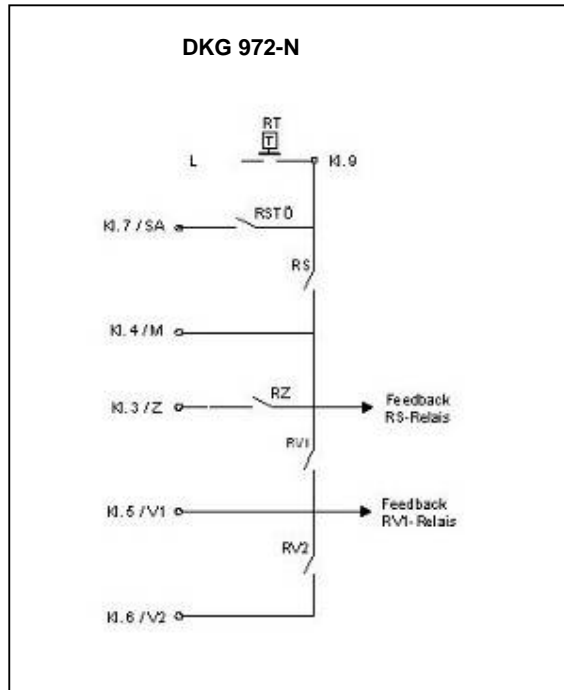 DKG 972-N
RT
T
L Kl. 9
RSTÖ
Kl. 7 / SA
RS
Kl. 4 / M
RZ
Kl. 3 / Z
Feedback
RS-Relais
RV1
Kl. 5 / V1
Feedback
RV1-Relais
RV2
Kl. 6 / V2